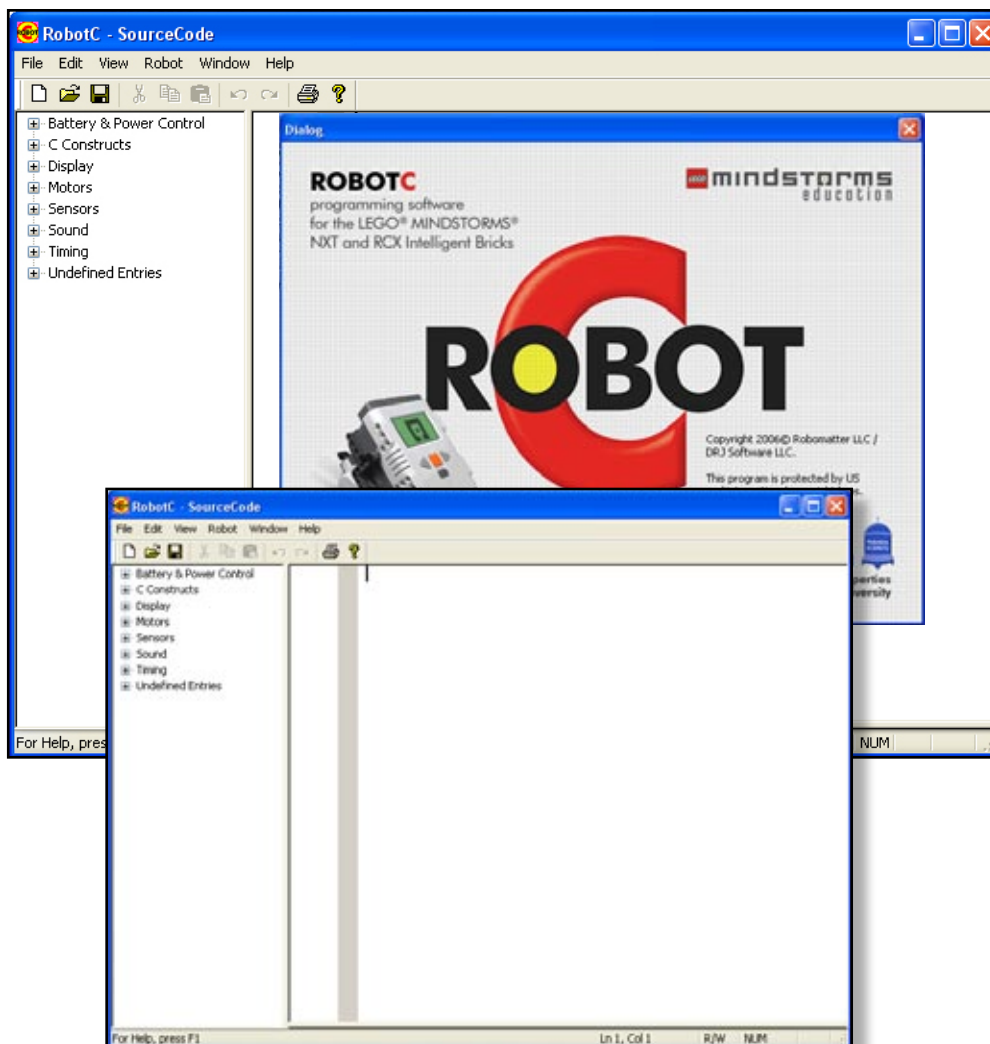 RobotC - SourceCode
File Edit View Robot Window Help
Battery & Power Control
C Constructs
Display
Motors
Sensors
Sound
Timing
Undefined Entries
Dialog
ROBOTC
programming software
for the LEGO® MINDSTORMS®
NXT and RCX Intelligent Bricks
LEGO mindstorms
education
ROBOT
Copyright 2006© Robomatter LLC /
DRJ Software LLC.
This program is protected by US
perties
versity
For Help, pres
NUM
RobotC - SourceCode
File Edit View Robot Window Help
Battery & Power Control
C Constructs
Display
Motors
Sensors
Sound
Timing
Undefined Entries
For Help, press F1
Ln 1, Col 1 R/W NUM